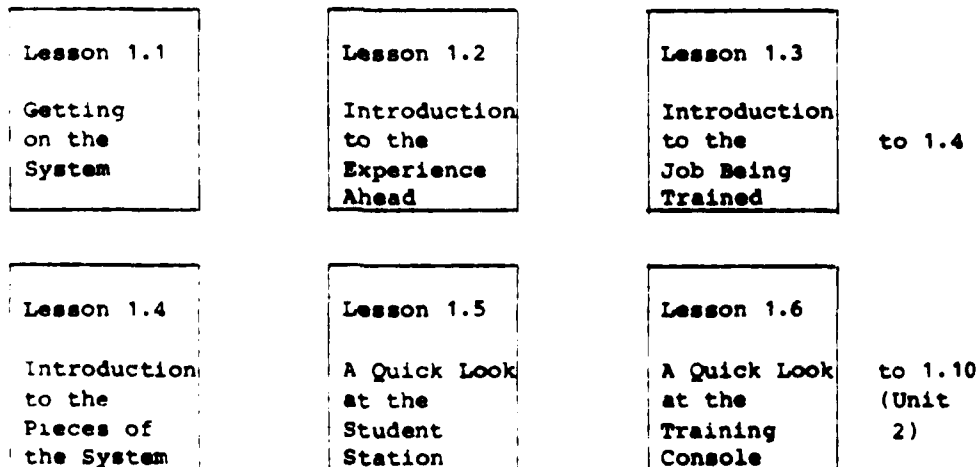 Lesson 1.1
Getting
on the
System
Lesson 1.2
Introduction
to the
Experience
Ahead
Lesson 1.3
Introduction
to the
Job Being
Trained
to 1.4
Lesson 1.4
Introduction
to the
Pieces of
the System
Lesson 1.5
A Quick Look
at the
Student
Station
Lesson 1.6
A Quick Look
at the
Training
Console
to 1.10
(Unit
2)